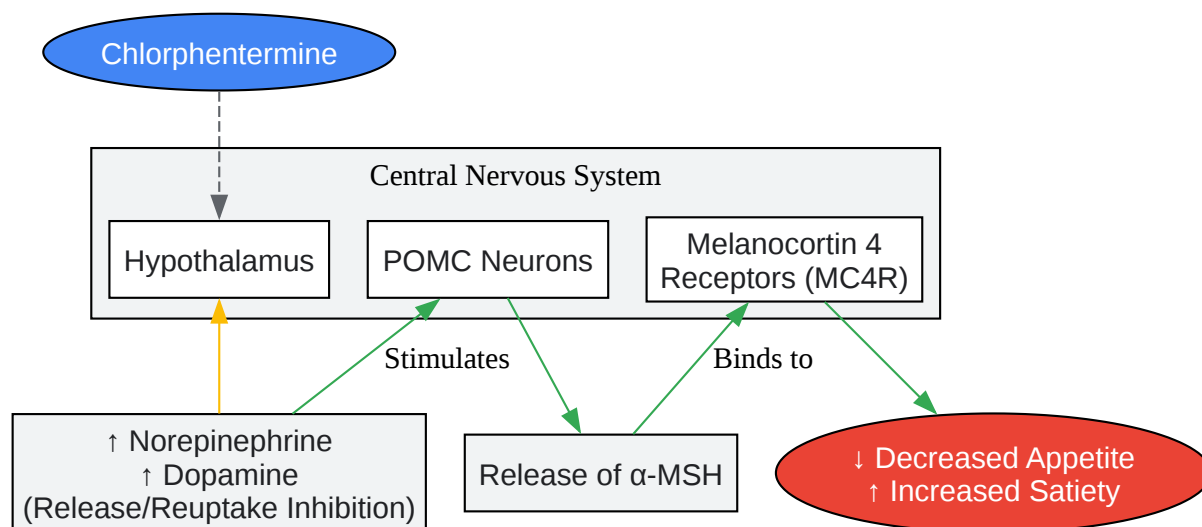 Chlorphentermine
Central Nervous System
Hypothalamus
POMC Neurons
Melanocortin 4
Receptors (MC4R)
Stimulates
Binds to
↑ Norepinephrine
↑ Dopamine
(Release/Reuptake Inhibition)
Release of α-MSH
↓ Decreased Appetite
↑ Increased Satiety